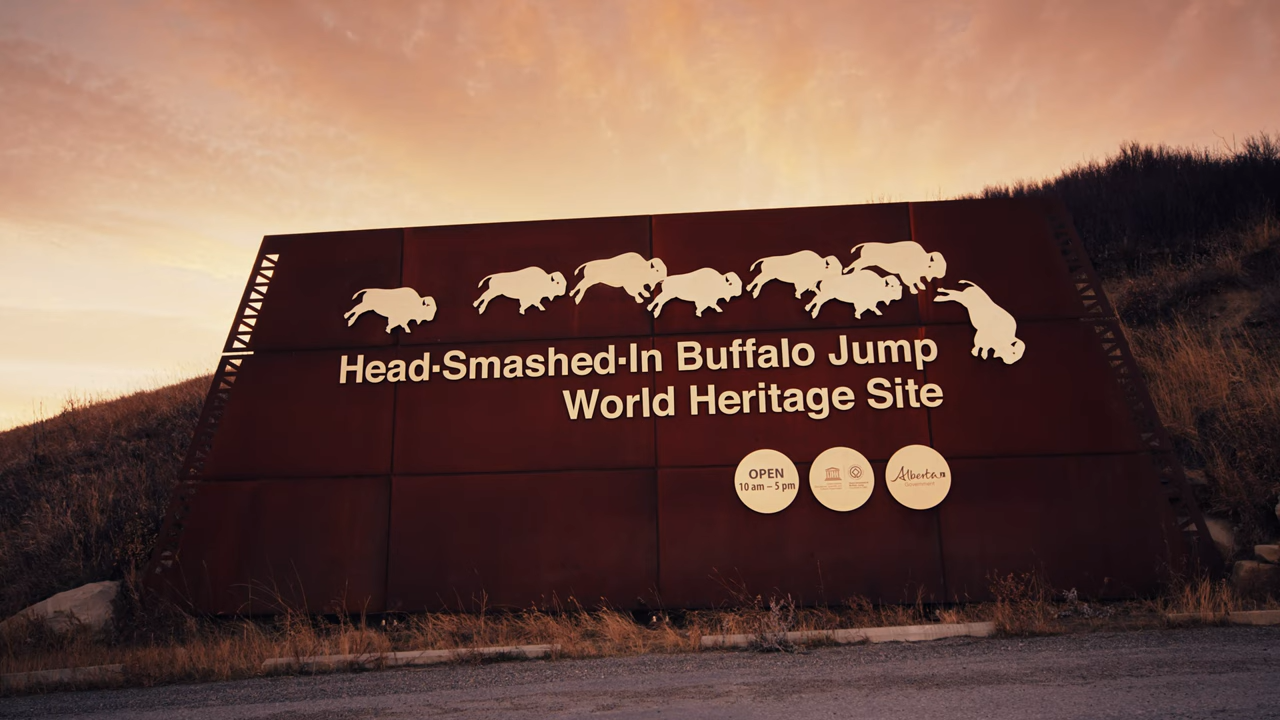 Head-Smashed-In Buffalo Jump
World Heritage Site
OPEN
10 am – 5 pm
Alberta